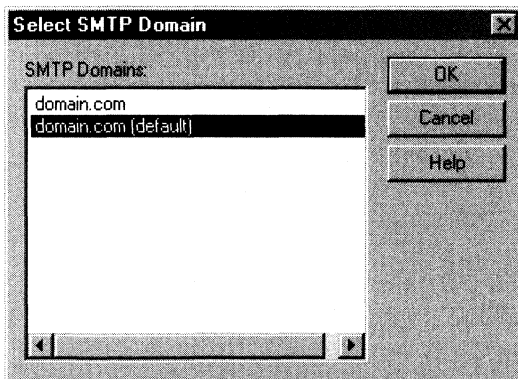 Select SMTP Domain
SMTP Domains:
domain.com
domain.com (default)
OK
Cancel
Help